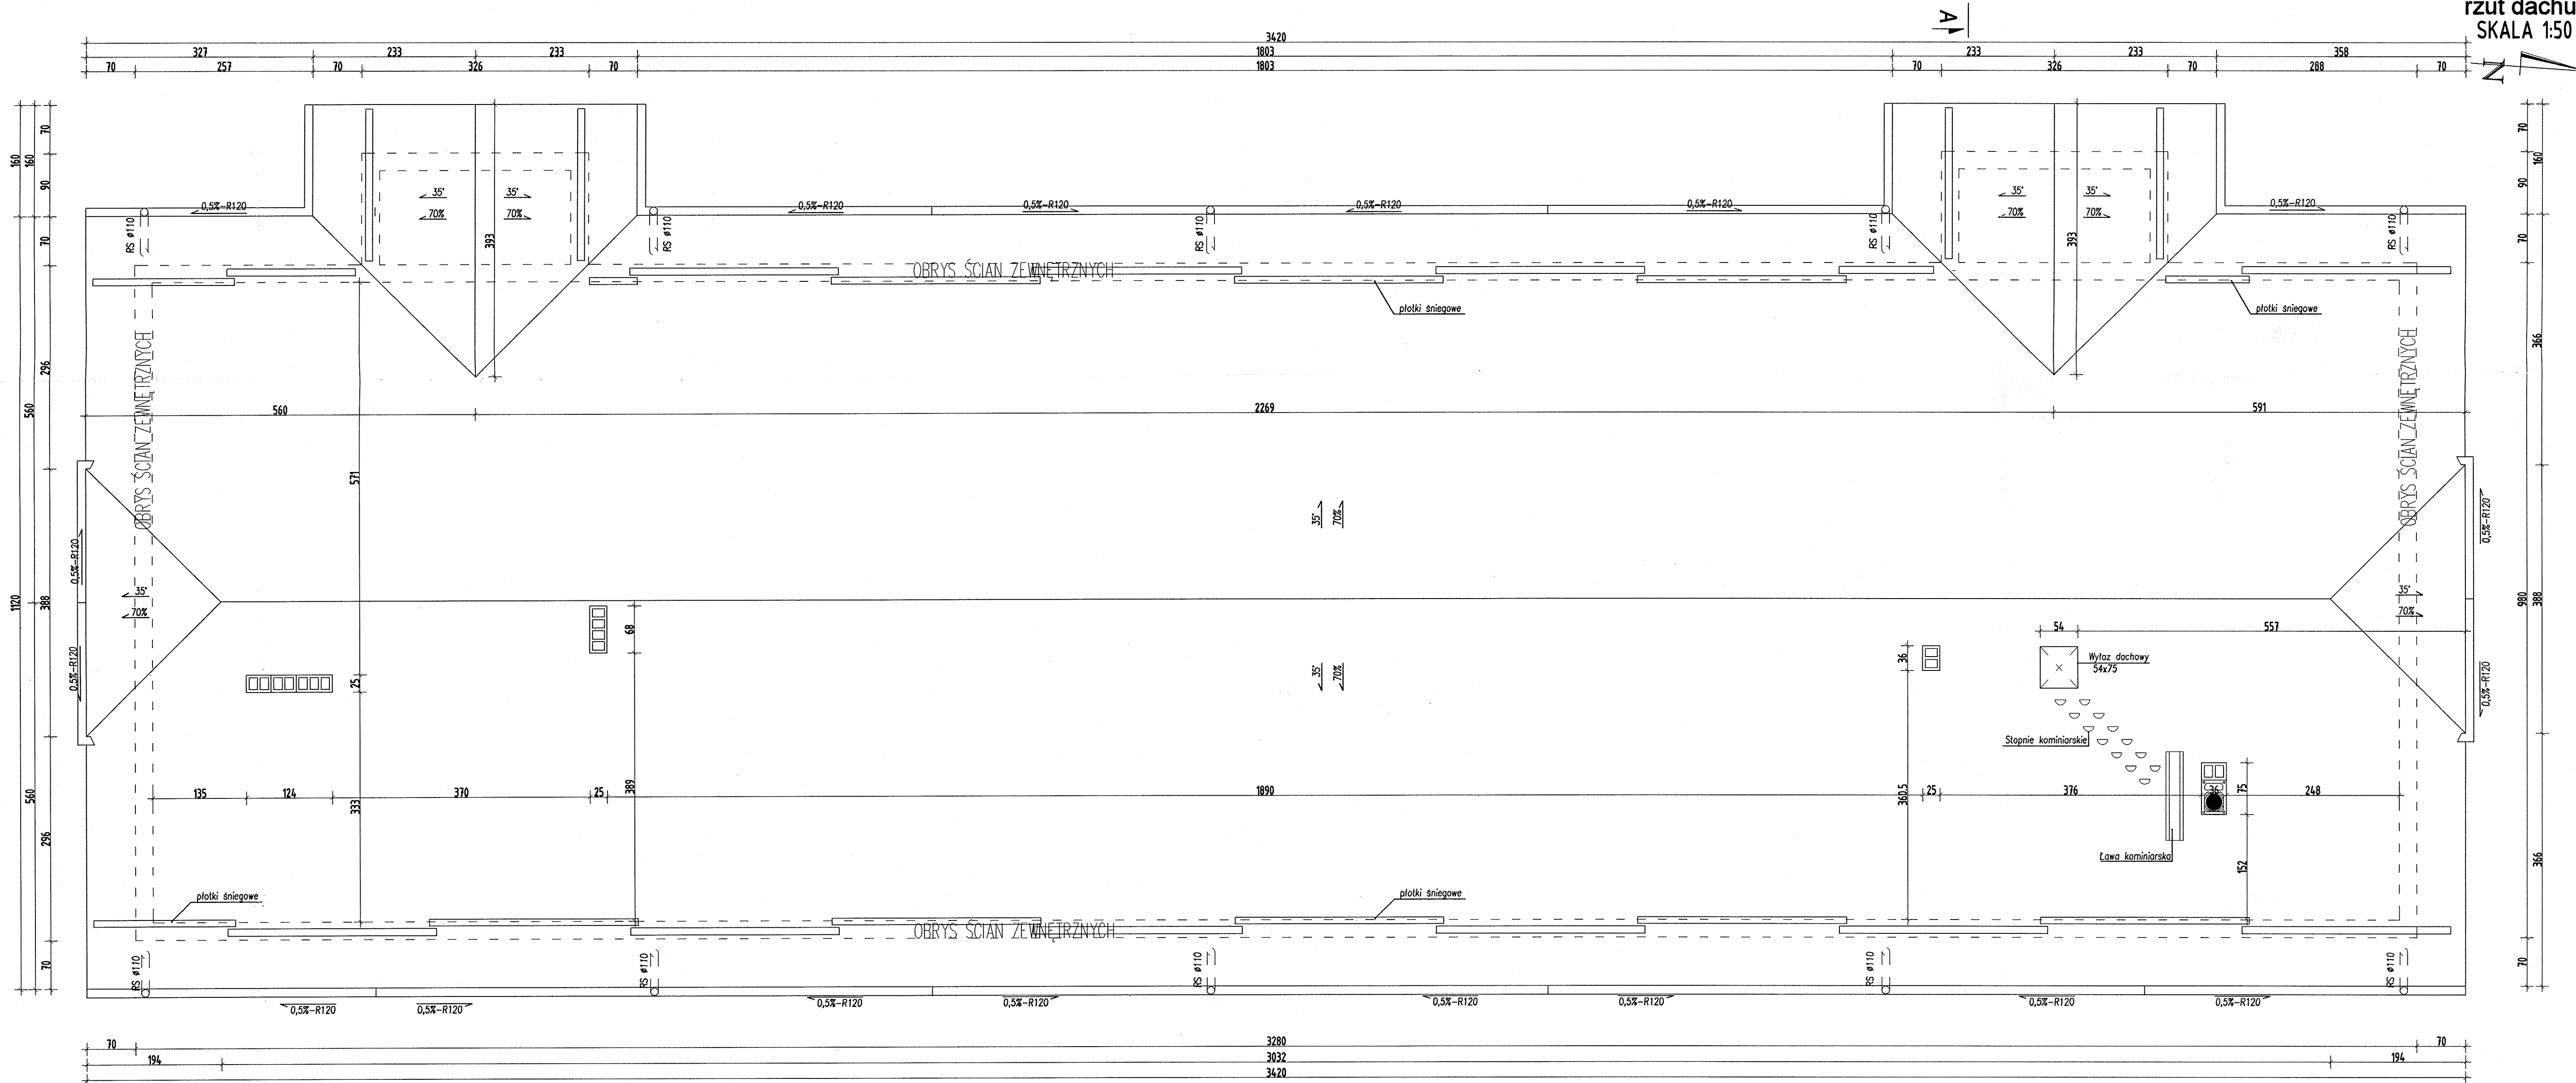 rzut dachu
SKALA 1:50
A
N
3420
327 233 233 1803 233 233 358
70 257 70 326 70 1803 70 326 70 288 70
160 160 70 90
70 90 160
35° 35°
70% 70%
393
35° 35°
70% 70%
393
0,5%-R120 0,5%-R120 0,5%-R120 0,5%-R120 0,5%-R120 0,5%-R120
RS ø110 RS ø110 RS ø110 RS ø110 RS ø110
70 70
OBRYS ŚCIAN ZEWNĘTRZNYCH
płotki śniegowe
płotki śniegowe
OBRYS ŚCIAN ZEWNĘTRZNYCH
OBRYS ŚCIAN ZEWNĘTRZNYCH
560 296
366
560 2269 591
571
35° 70%
0,5%-R120
0,5%-R120
35°
70%
35°
70%
1120 388
980 388
68
54 557
Wyłaz dachowy
54x75
36
25
35° 70%
0,5%-R120
0,5%-R120
Stopnie kominiarskie
135 124 370 25 1890 25 376 36 248
333
389
360.5
75
152
Ława kominiarska
560 296
366
płotki śniegowe
płotki śniegowe
OBRYS ŚCIAN ZEWNĘTRZNYCH
70 70
RS ø110 RS ø110 RS ø110 RS ø110 RS ø110
0,5%-R120 0,5%-R120 0,5%-R120 0,5%-R120 0,5%-R120 0,5%-R120 0,5%-R120 0,5%-R120
70 3280 70
194 3032 194
3420